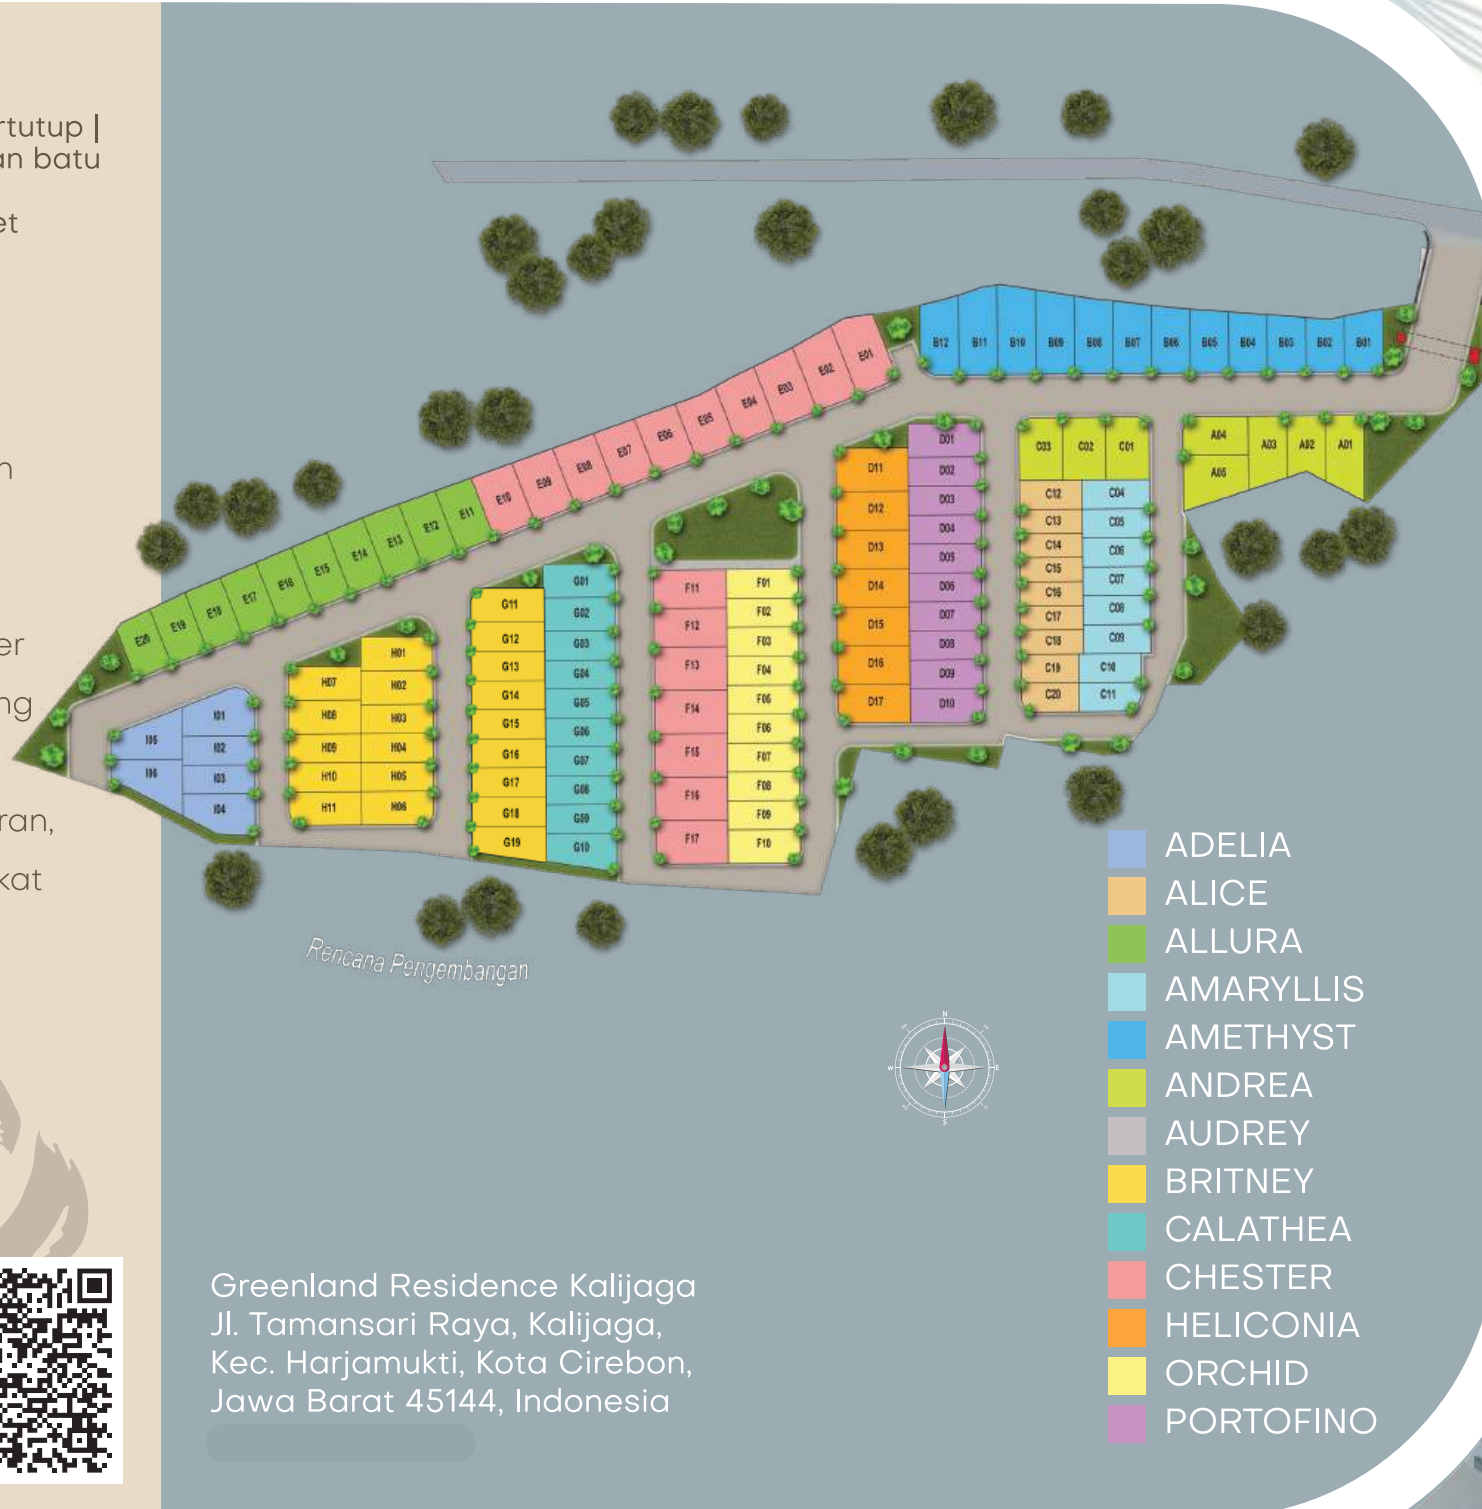 rtutup |
an batu
et
n
er
ng
ran,
kat
B12 B11 B10 B09 B08 B07 B06 B05 B04 B03 B02 B01
E01
E02
E03
E04
E05
E06
E07
E08
E09
E10
E11
E12
E13
E14
E15
E16
E17
E18
E19
E20
A04 A03 A02 A01
A05
C03 C02 C01
C12 C04
C13 C05
C14 C06
C15 C07
C16 C08
C17 C09
C18 C10
C19 C11
C20
D01
D11 D02
D12 D03
D13 D04
D14 D05
D15 D06
D16 D07
D17 D08
D09
D10
F11 F01
F12 F02
F13 F03
F14 F04
F15 F05
F16 F06
F17 F07
F08
F09
F10
G11 G01
G12 G02
G13 G03
G14 G04
G15 G05
G16 G06
G17 G07
G18 G08
G19 G09
G10
H01
H07 H02
H08 H03
H09 H04
H10 H05
H11 H06
I05 I01
I06 I02
I03
I04
Rencana Pengembangan
N
W E
S
ADELIA
ALICE
ALLURA
AMARYLLIS
AMETHYST
ANDREA
AUDREY
BRITNEY
CALATHEA
CHESTER
HELICONIA
ORCHID
PORTOFINO
Greenland Residence Kalijaga
Jl. Tamansari Raya, Kalijaga,
Kec. Harjamukti, Kota Cirebon,
Jawa Barat 45144, Indonesia